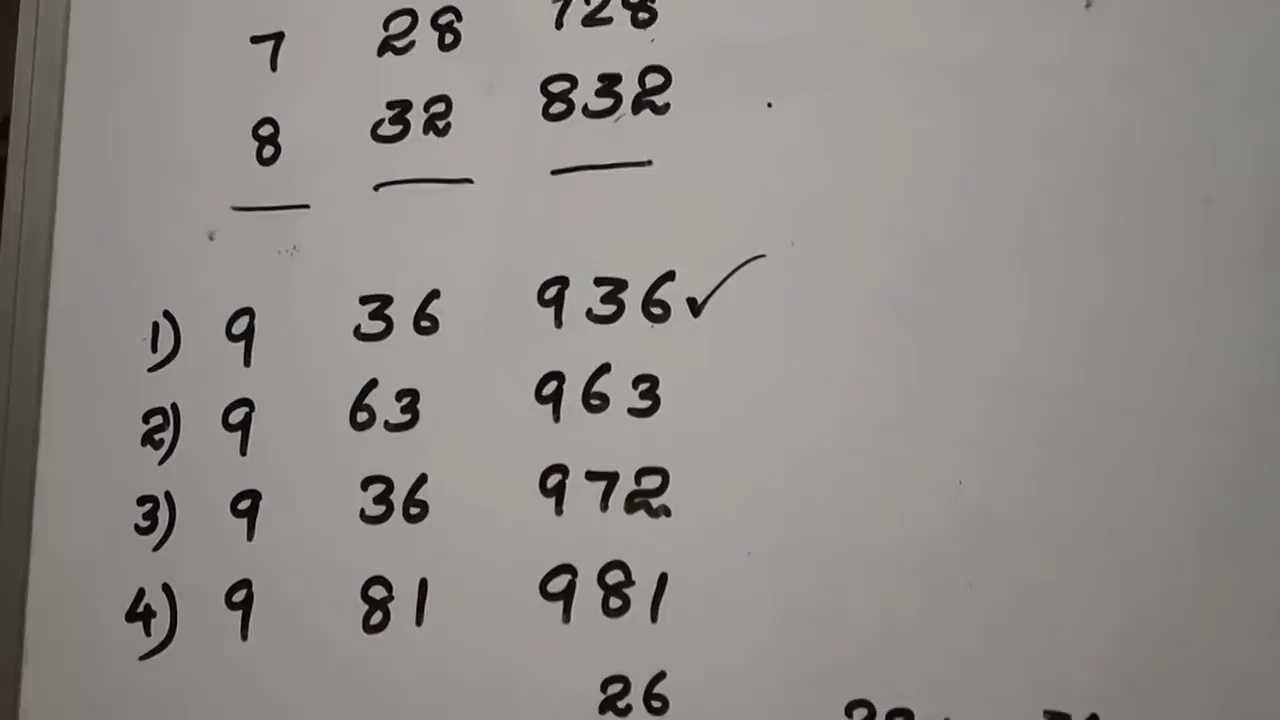 7 28 728
8 32 832
1) 9 36 936✓
2) 9 63 963
3) 9 36 972
4) 9 81 981
26